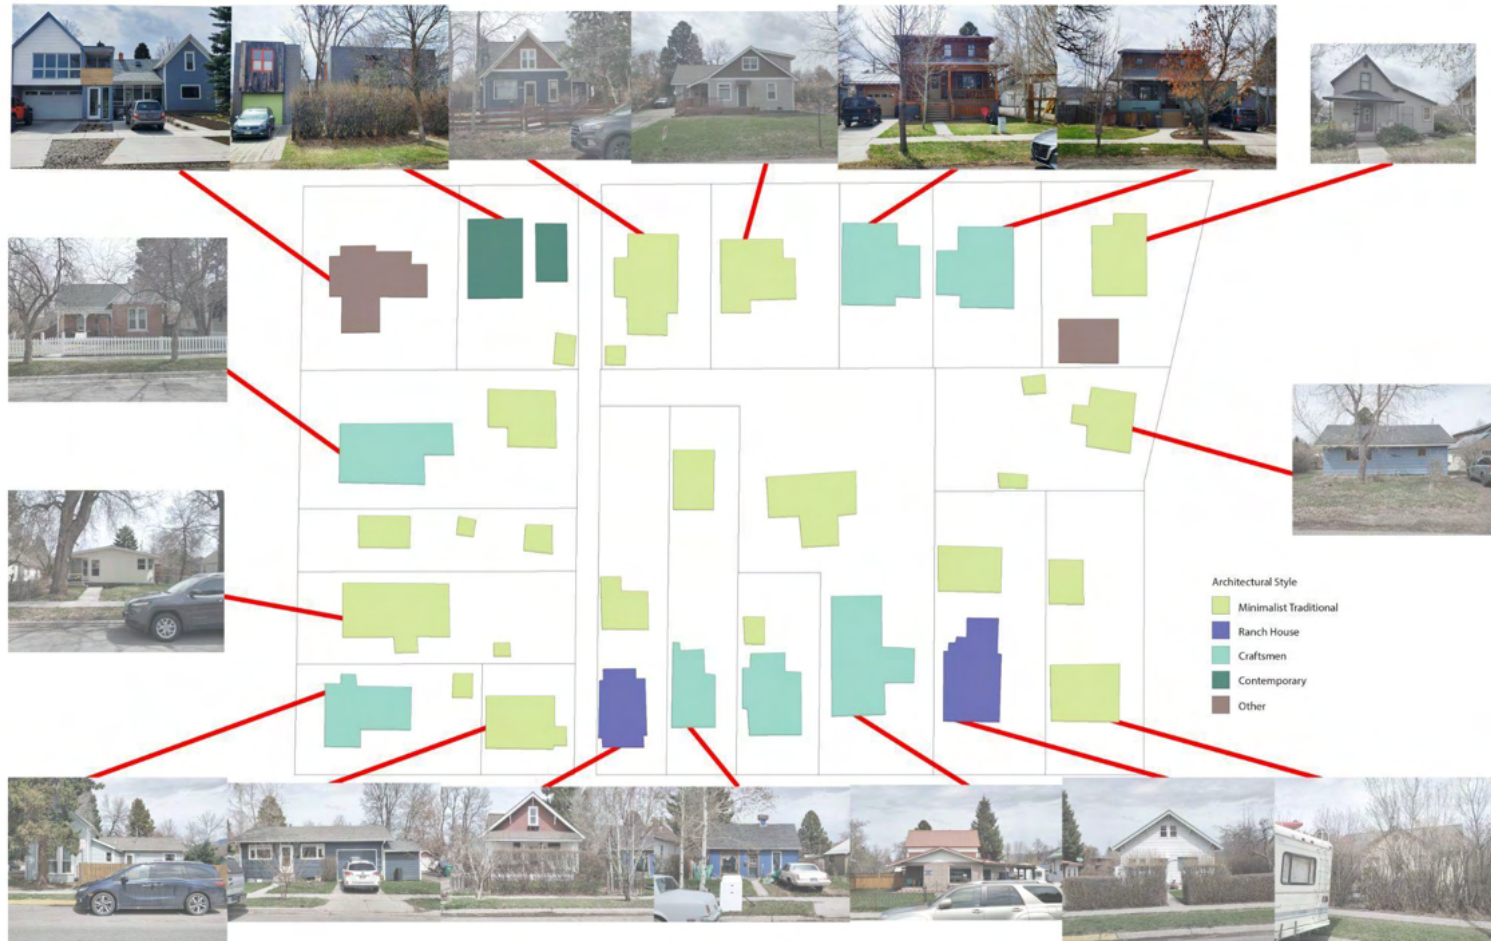 Architectural Style
Minimalist Traditional
Ranch House
Craftsmen
Contemporary
Other